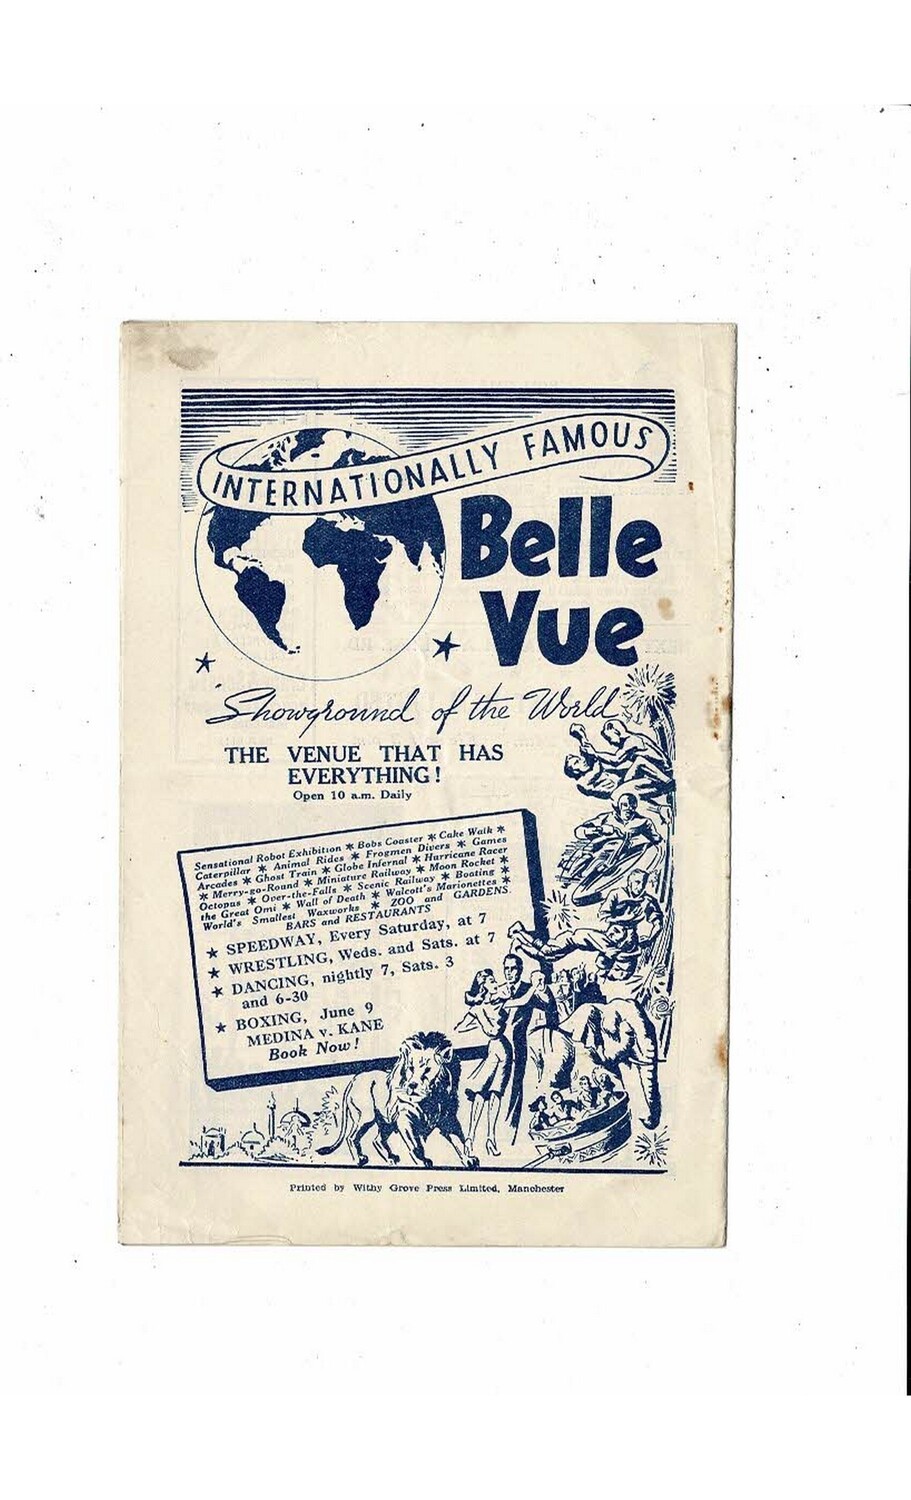 INTERNATIONALLY FAMOUS
Belle
Vue
Showground of the World
THE VENUE THAT HAS
EVERYTHING!
Open 10 a.m. Daily
Sensational Robot Exhibition * Bobs Coaster * Cake Walk *
Caterpillar * Animal Rides * Frogmen Divers * Games
Arcades * Ghost Train * Globe Infernal * Hurricane Racer
* Merry-go-Round * Miniature Railway * Moon Rocket *
Octopus * Over-the-Falls * Scenic Railway * Boating *
the Great Omi * Wall of Death * Walcott's Marionettes *
World's Smallest Waxworks * ZOO and GARDENS
BARS and RESTAURANTS
★ SPEEDWAY, Every Saturday, at 7
★ WRESTLING, Weds. and Sats. at 7
★ DANCING, nightly 7, Sats. 3
and 6-30
★ BOXING, June 9
MEDINA v. KANE
Book Now!
Printed by Withy Grove Press Limited, Manchester